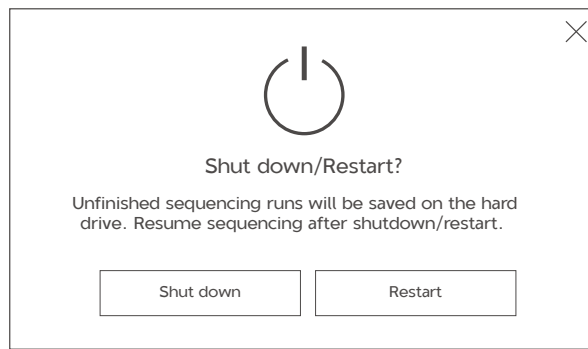 Shut down/Restart?
Unfinished sequencing runs will be saved on the hard
drive. Resume sequencing after shutdown/restart.
Shut down
Restart